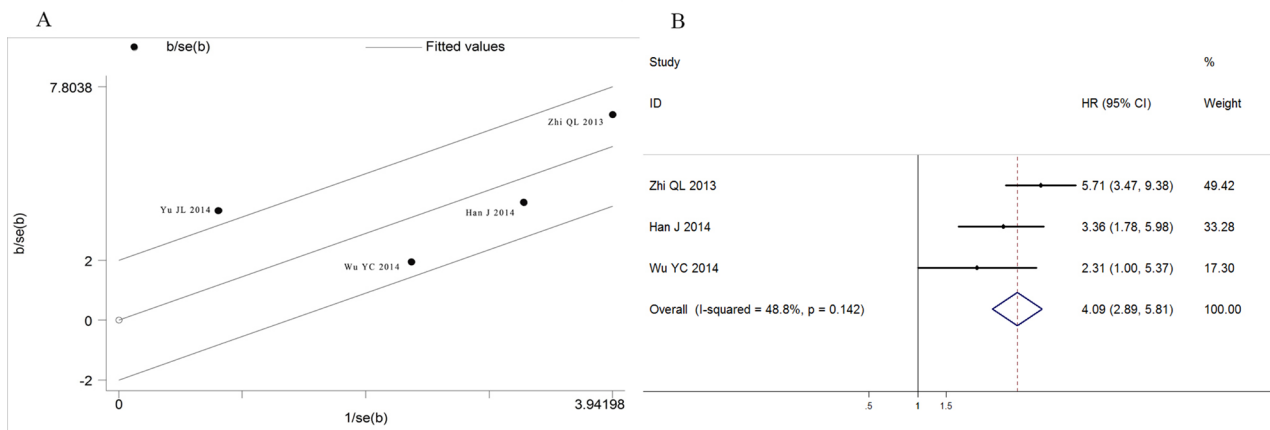 A
b/se(b)
Fitted values
7.8038
Zhi QL 2013
Yu JL 2014
Han J 2014
Wu YC 2014
b/se(b)
2
0
-2
0
3.94198
1/se(b)
B
Study
%
ID
HR (95% CI)
Weight
Zhi QL 2013
5.71 (3.47, 9.38)
49.42
Han J 2014
3.36 (1.78, 5.98)
33.28
Wu YC 2014
2.31 (1.00, 5.37)
17.30
Overall (I-squared = 48.8%, p = 0.142)
4.09 (2.89, 5.81)
100.00
.5
1
1.5